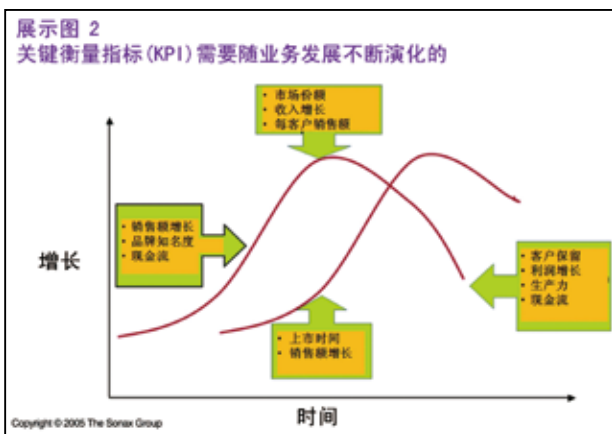 展示图 2
关键衡量指标(KPI)需要随业务发展不断演化的
• 市场份额
• 收入增长
• 每客户销售额
• 销售额增长
• 品牌知名度
• 现金流
增长
• 客户保留
• 利润增长
• 生产力
• 现金流
• 上市时间
• 销售额增长
时间
Copyright © 2005 The Sonax Group